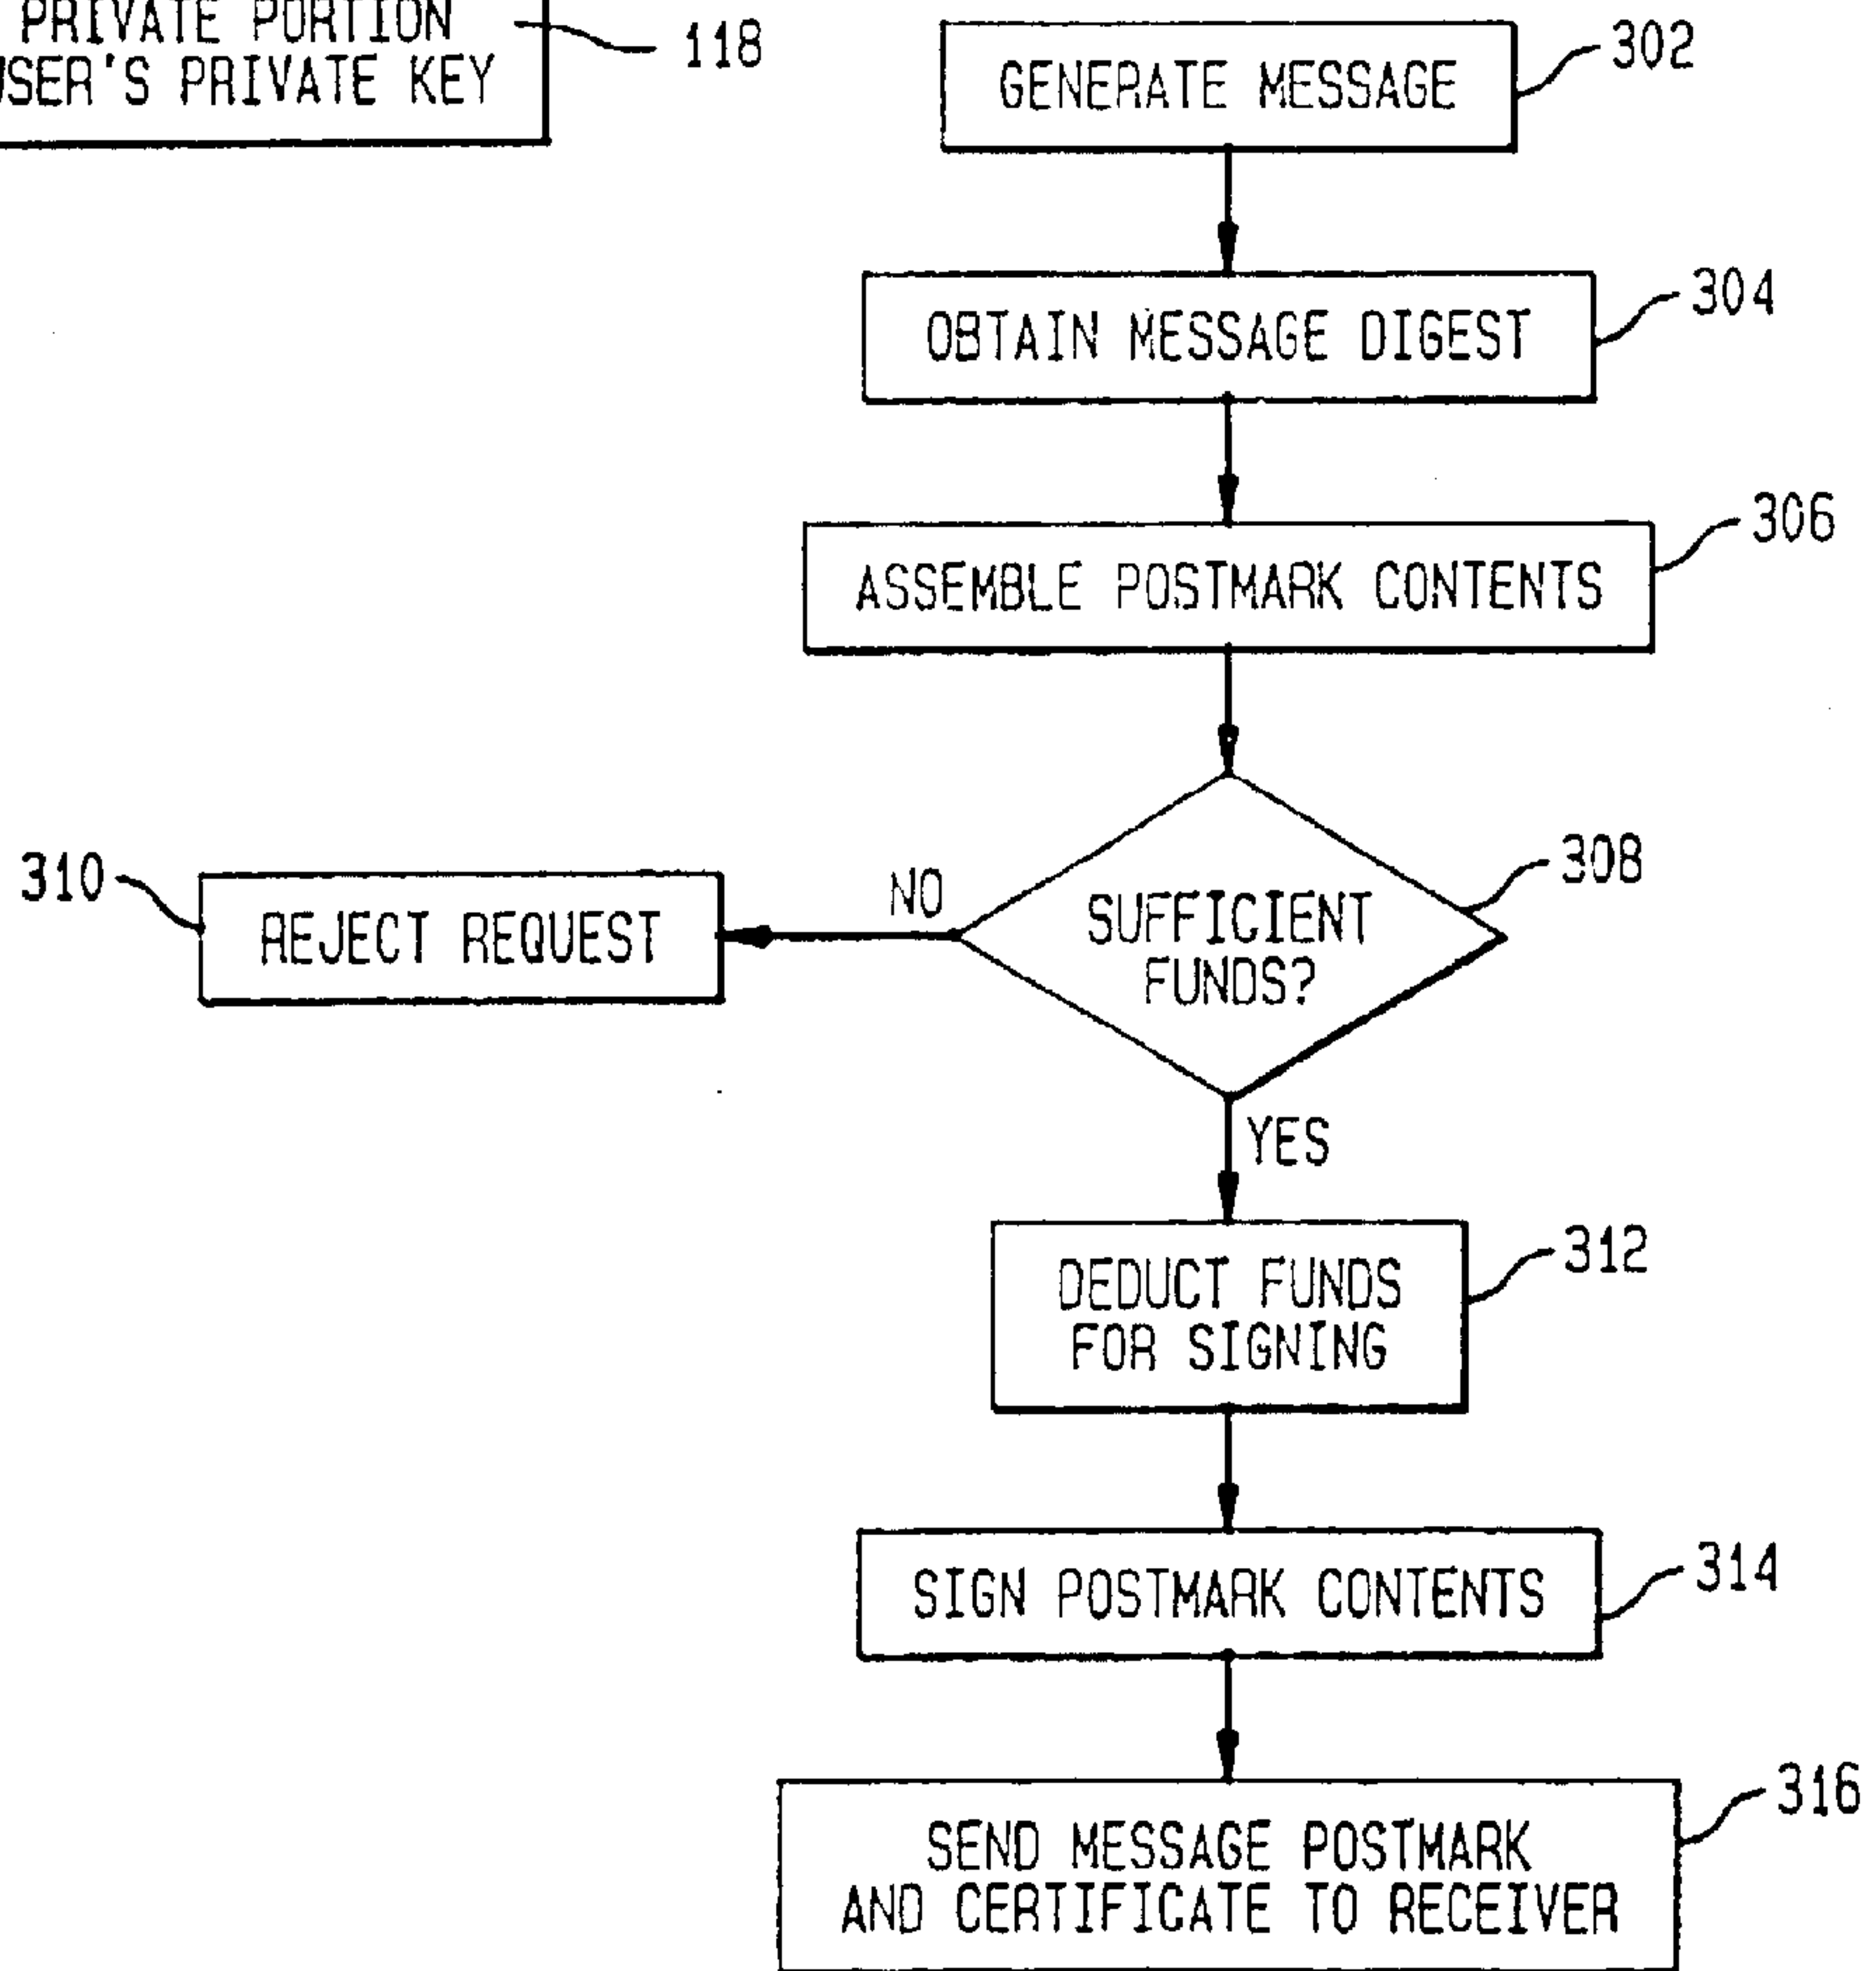 PRIVATE PORTION
USER'S PRIVATE KEY
118
GENERATE MESSAGE
302
OBTAIN MESSAGE DIGEST
304
ASSEMBLE POSTMARK CONTENTS
306
SUFFICIENT
FUNDS?
308
NO
310
REJECT REQUEST
YES
DEDUCT FUNDS
FOR SIGNING
312
SIGN POSTMARK CONTENTS
314
SEND MESSAGE POSTMARK
AND CERTIFICATE TO RECEIVER
316